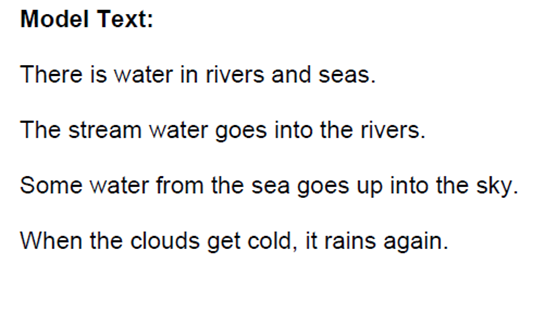 Model Text:
There is water in rivers and seas.
The stream water goes into the rivers.
Some water from the sea goes up into the sky.
When the clouds get cold, it rains again.